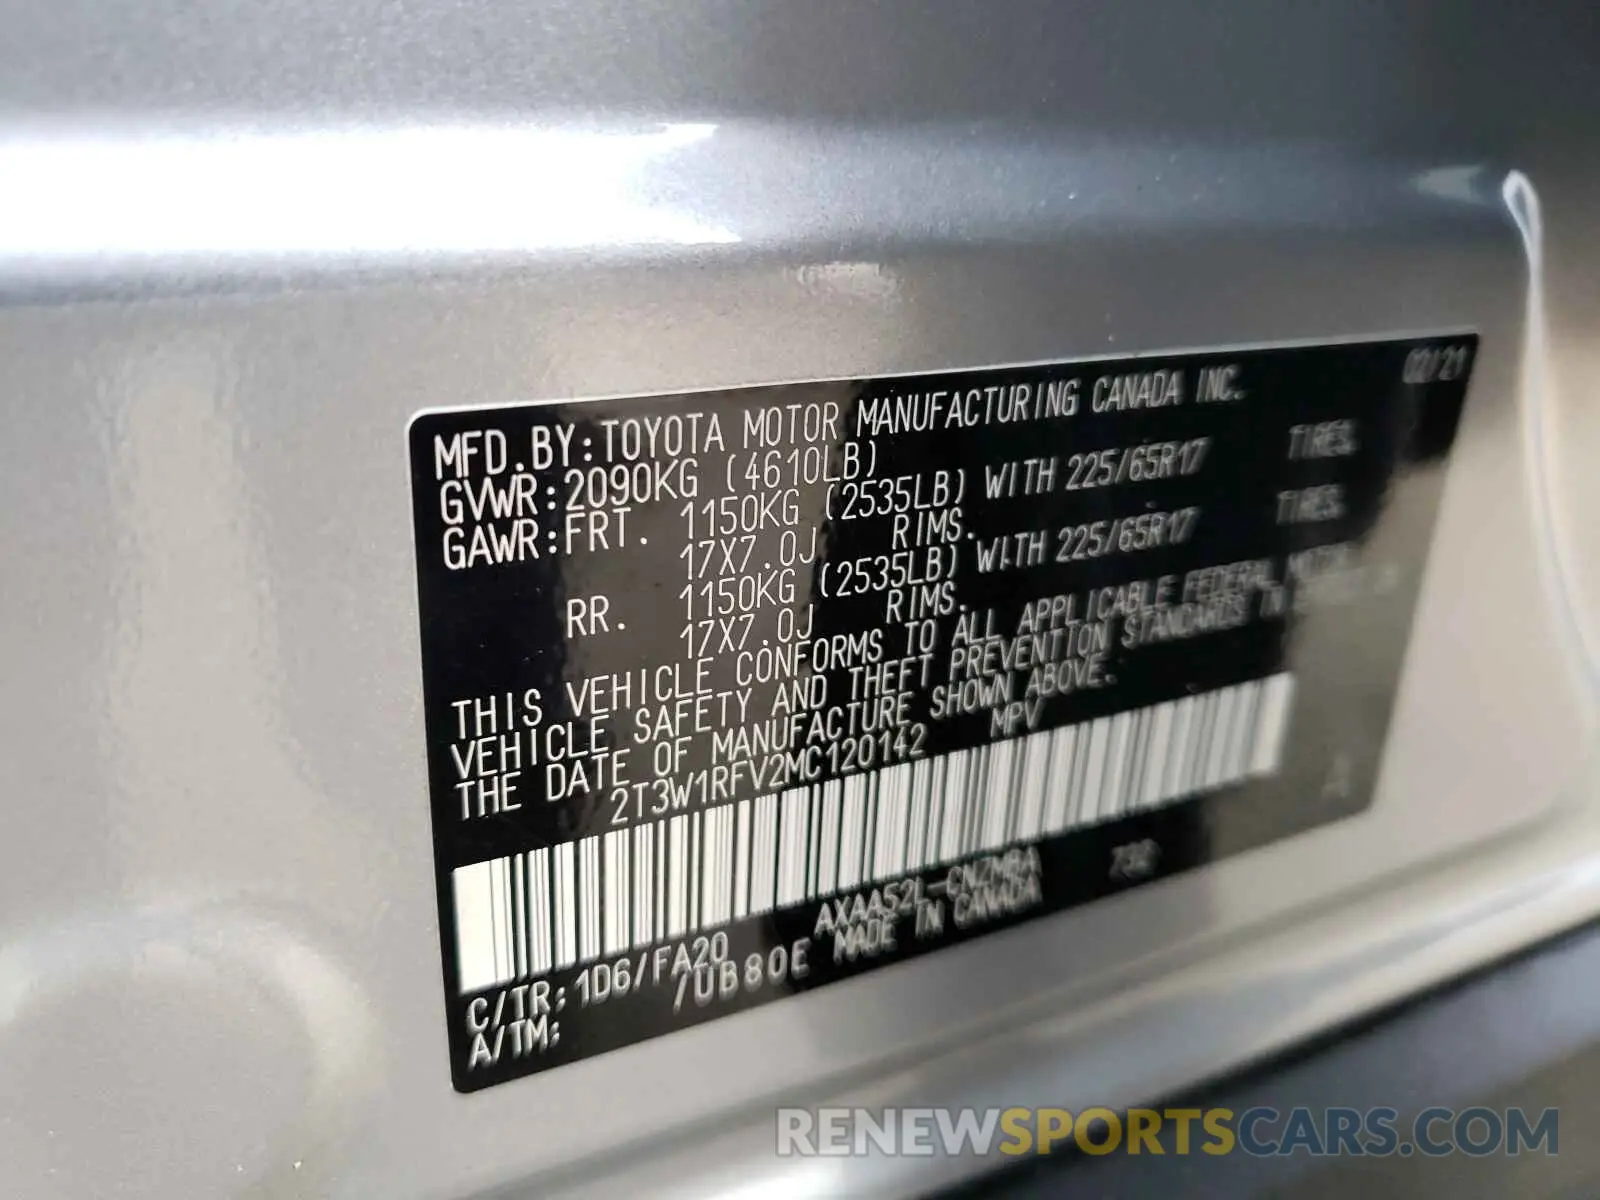 MFD.BY:TOYOTA MOTOR MANUFACTURING CANADA INC. 02/21
GVWR:2090KG (4610LB)
GAWR:FRT. 1150KG (2535LB) WITH 225/65R17 TIRES.
17X7.0J RIMS.
RR. 1150KG (2535LB) WITH 225/65R17 TIRES.
17X7.0J RIMS.
THIS VEHICLE CONFORMS TO ALL APPLICABLE FEDERAL MOTOR
VEHICLE SAFETY AND THEFT PREVENTION STANDARDS IN
THE DATE OF MANUFACTURE SHOWN ABOVE.
2T3W1RFV2MC120142 MPV
C/TR:1D6/FA20 AXAA52L-CNZMBA 732
A/TM: /UB80E MADE IN CANADA
A
RENEWSPORTSCARS.COM